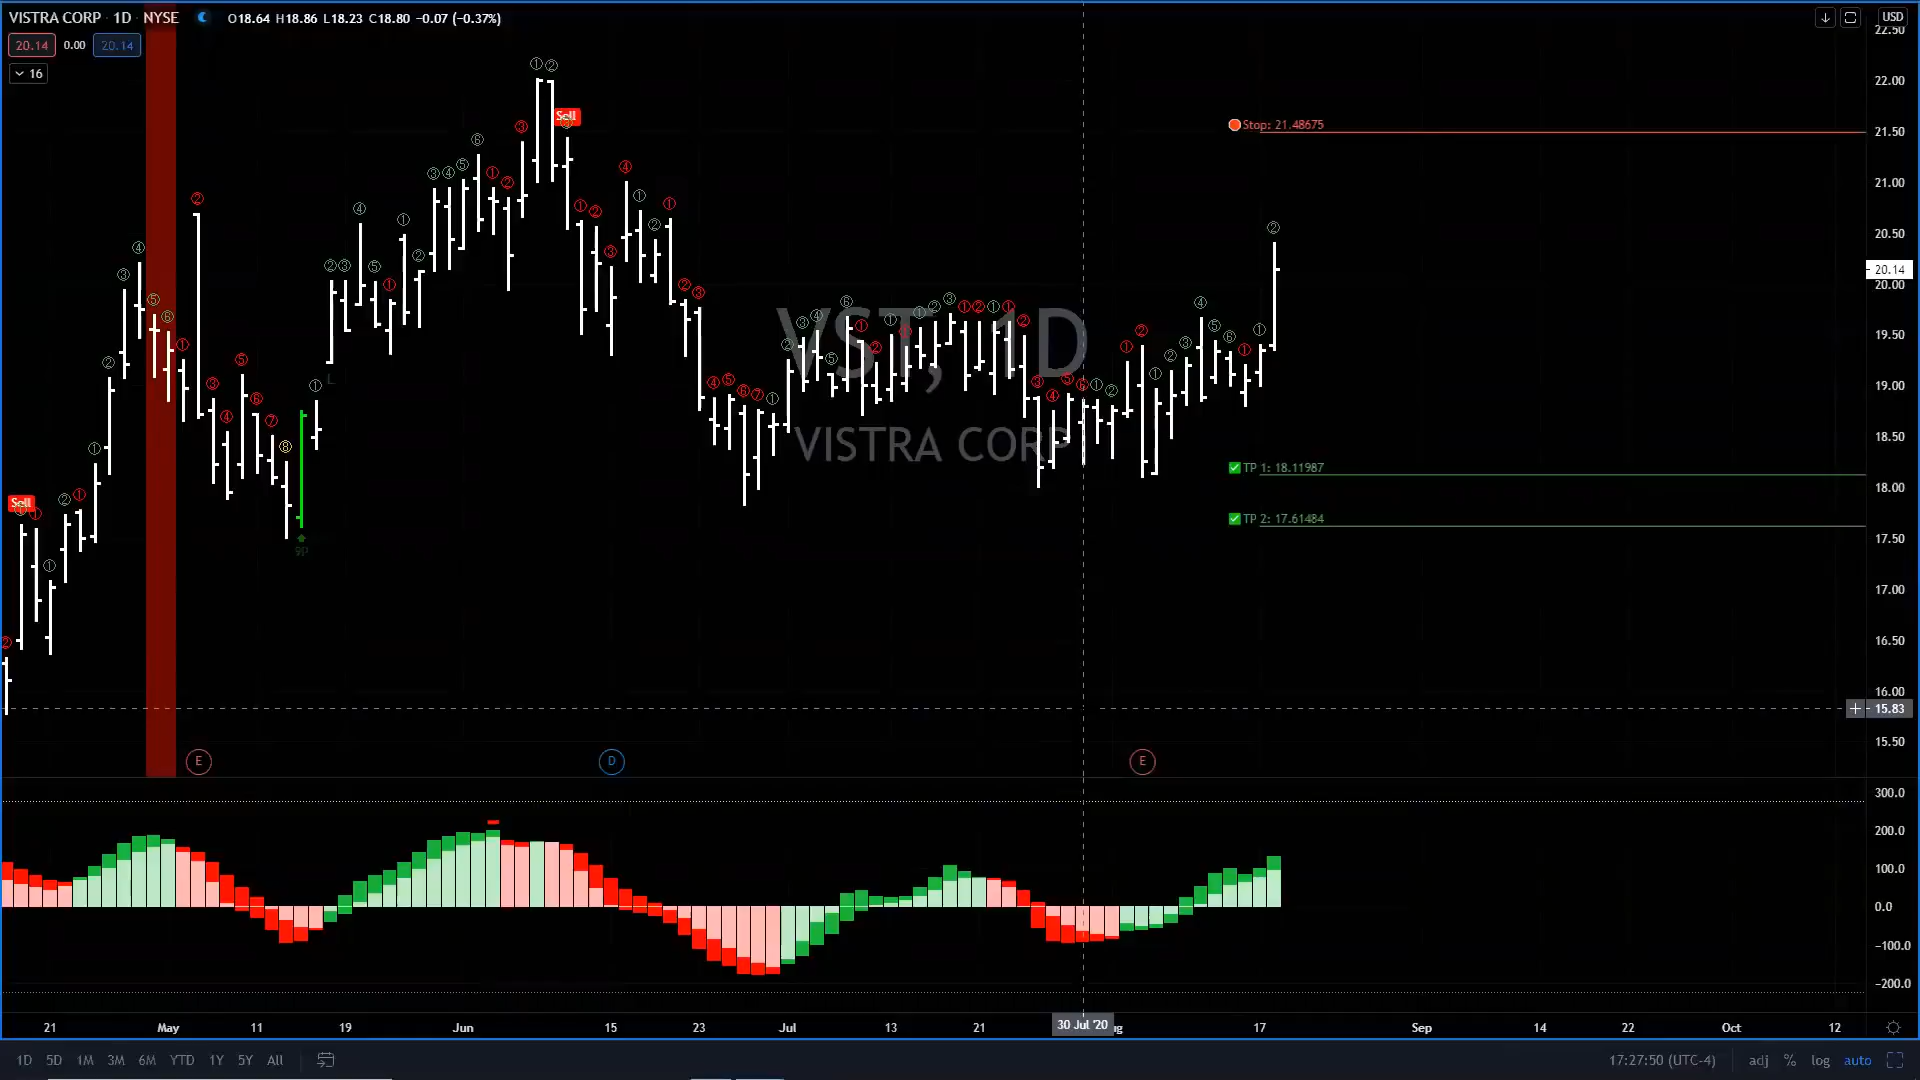 VISTRA CORP · 1D · NYSE O18.64 H18.86 L18.23 C18.80 −0.07 (−0.37%)
20.14 0.00 20.14
16
USD
22.50
22.00
21.50
21.00
20.50
20.14
20.00
19.50
19.00
18.50
18.00
17.50
17.00
16.50
16.00
15.83
15.50
Sell
Sell
Stop: 21.48675
VST, 1D
VISTRA CORP
TP 1: 18.11987
TP 2: 17.61484
9P
L
E
D
E
300.0
200.0
100.0
0.0
−100.0
−200.0
21 May 11 19 Jun 15 23 Jul 13 21 30 Jul '20 17 Sep 14 22 Oct 12
1D 5D 1M 3M 6M YTD 1Y 5Y All
17:27:50 (UTC-4) adj % log auto